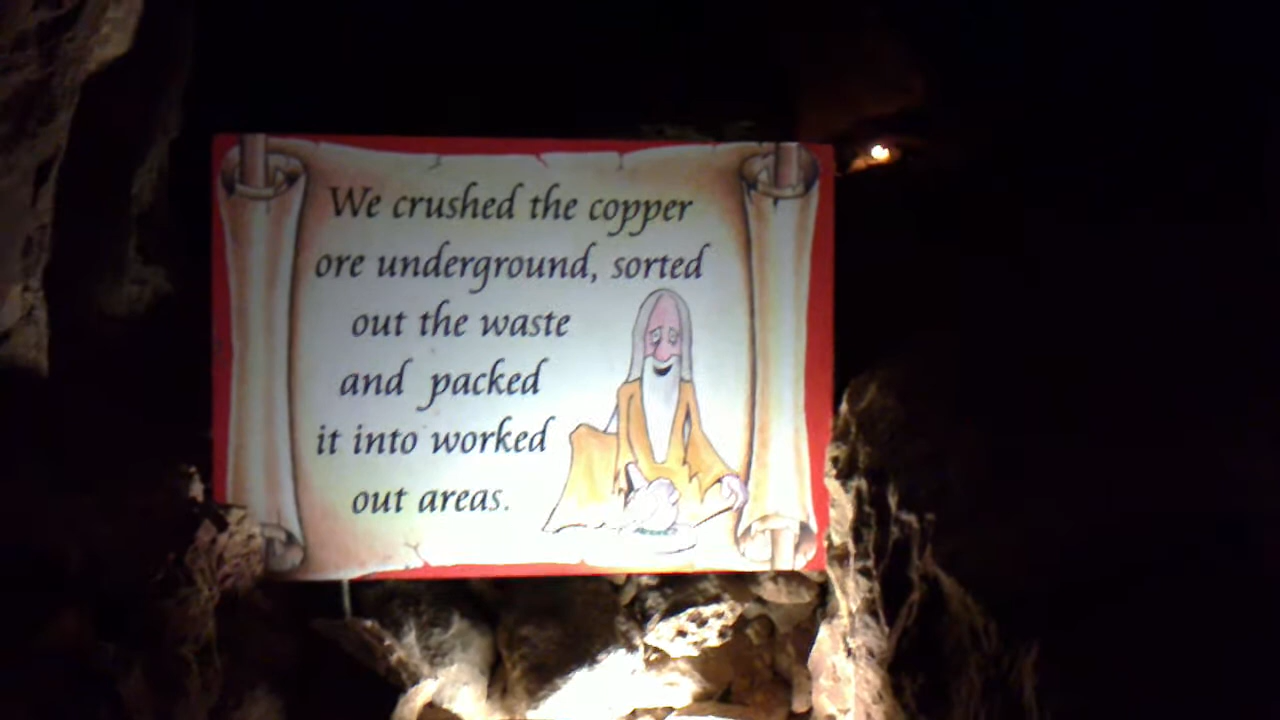 We crushed the copper
ore underground, sorted
out the waste
and packed
it into worked
out areas.